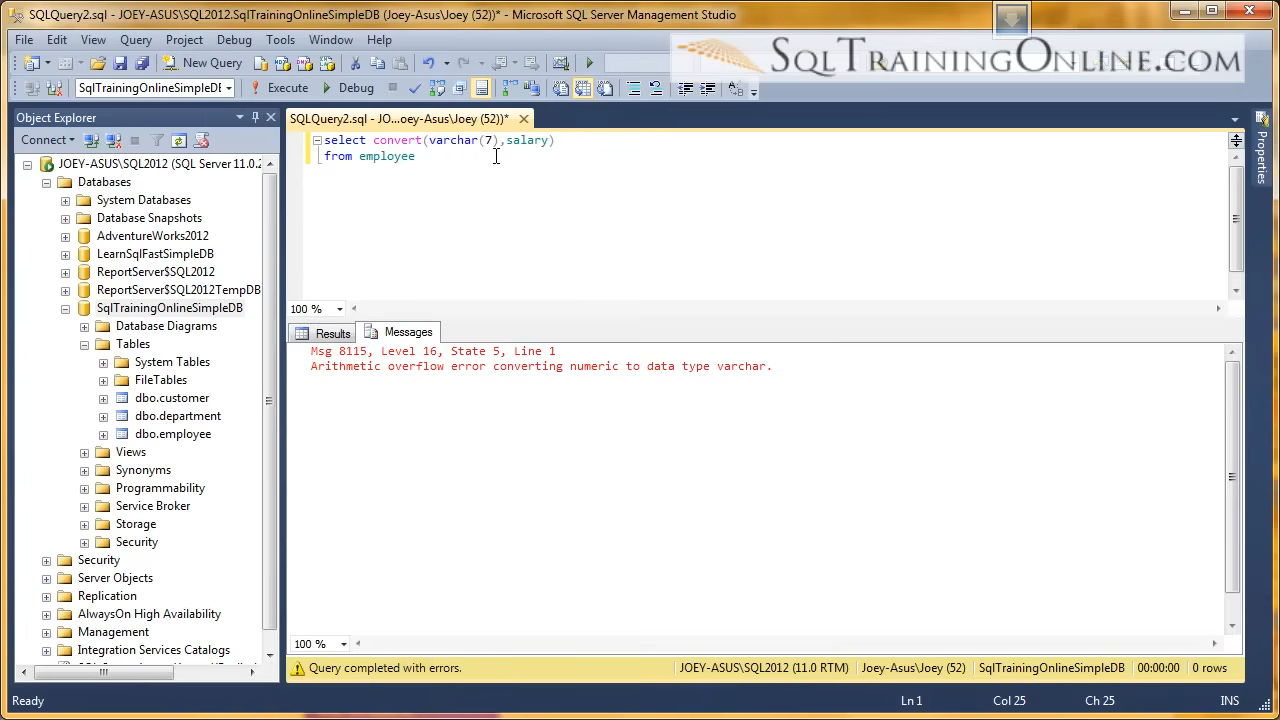 SQLQuery2.sql - JOEY-ASUS\SQL2012.SqlTrainingOnlineSimpleDB (Joey-Asus\Joey (52))* - Microsoft SQL Server Management Studio
SQLTRAININGONLINE.COM
File Edit View Query Project Debug Tools Window Help
New Query
SqlTrainingOnlineSimpleDB Execute Debug
Object Explorer
Connect
JOEY-ASUS\SQL2012 (SQL Server 11.0.2
Databases
System Databases
Database Snapshots
AdventureWorks2012
LearnSqlFastSimpleDB
ReportServer$SQL2012
ReportServer$SQL2012TempDB
SqlTrainingOnlineSimpleDB
Database Diagrams
Tables
System Tables
FileTables
dbo.customer
dbo.department
dbo.employee
Views
Synonyms
Programmability
Service Broker
Storage
Security
Security
Server Objects
Replication
AlwaysOn High Availability
Management
Integration Services Catalogs
SQLQuery2.sql - JO...oey-Asus\Joey (52))*
select convert(varchar(7),salary)
from employee
100 %
Results Messages
Msg 8115, Level 16, State 5, Line 1
Arithmetic overflow error converting numeric to data type varchar.
100 %
Query completed with errors. JOEY-ASUS\SQL2012 (11.0 RTM) Joey-Asus\Joey (52) SqlTrainingOnlineSimpleDB 00:00:00 0 rows
Properties
Ready Ln 1 Col 25 Ch 25 INS